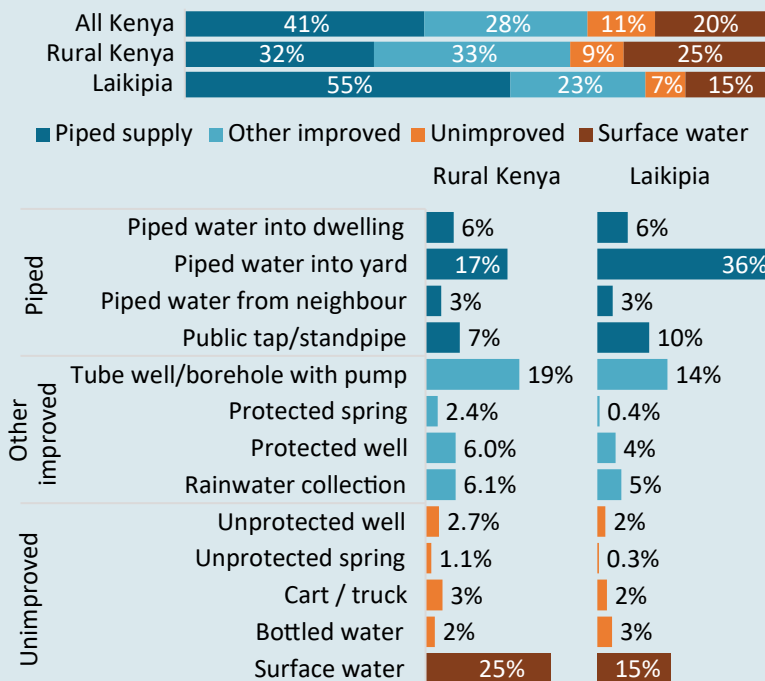 All Kenya 41% 28% 11% 20%
Rural Kenya 32% 33% 9% 25%
Laikipia 55% 23% 7% 15%
Piped supply Other improved Unimproved Surface water
Rural Kenya Laikipia
Piped
Piped water into dwelling 6% 6%
Piped water into yard 17% 36%
Piped water from neighbour 3% 3%
Public tap/standpipe 7% 10%
Other
improved
Tube well/borehole with pump 19% 14%
Protected spring 2.4% 0.4%
Protected well 6.0% 4%
Rainwater collection 6.1% 5%
Unimproved
Unprotected well 2.7% 2%
Unprotected spring 1.1% 0.3%
Cart / truck 3% 2%
Bottled water 2% 3%
Surface water 25% 15%